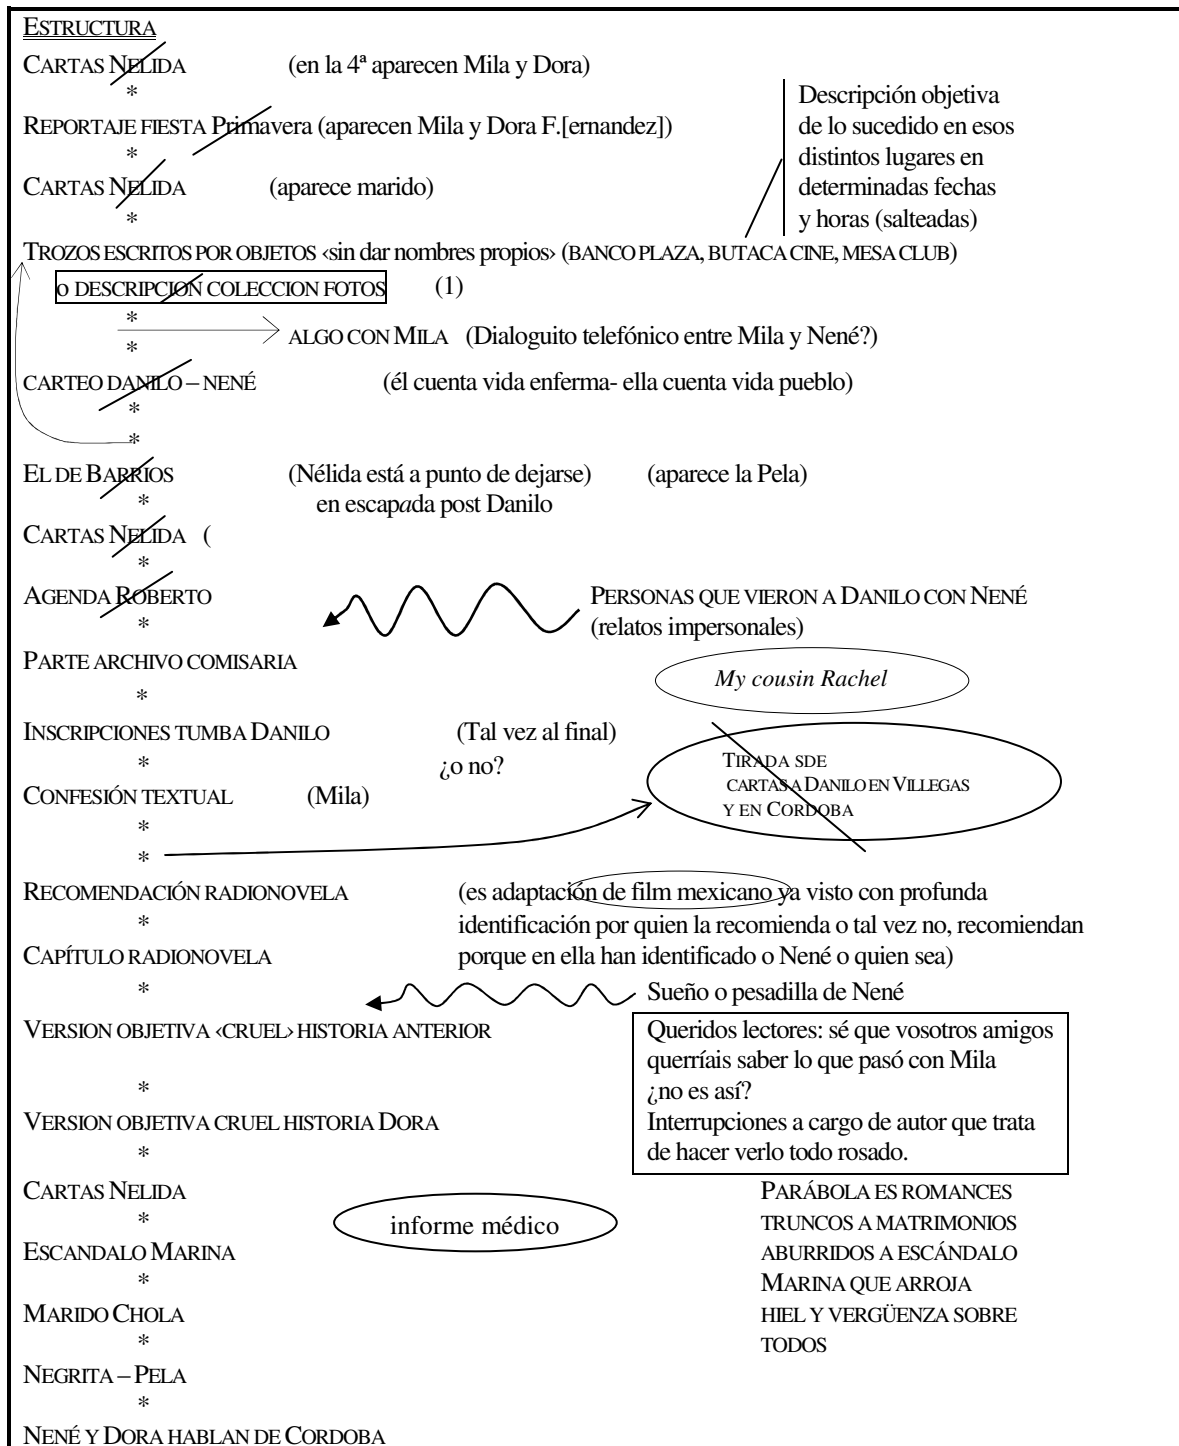 ESTRUCTURA
CARTAS NELIDA (en la 4ª aparecen Mila y Dora)
*
REPORTAJE FIESTA Primavera (aparecen Mila y Dora F.[ernandez])
*
CARTAS NELIDA (aparece marido)
*
Descripción objetiva
de lo sucedido en esos
distintos lugares en
determinadas fechas
y horas (salteadas)
TROZOS ESCRITOS POR OBJETOS ‹sin dar nombres propios› (BANCO PLAZA, BUTACA CINE, MESA CLUB)
o DESCRIPCION COLECCION FOTOS (1)
*
ALGO CON MILA (Dialoguito telefónico entre Mila y Nené?)
*
CARTEO DANILO – NENÉ (él cuenta vida enferma- ella cuenta vida pueblo)
*
*
EL DE BARRIOS (Nélida está a punto de dejarse) (aparece la Pela)
* en escapada post Danilo
CARTAS NELIDA (
*
AGENDA ROBERTO PERSONAS QUE VIERON A DANILO CON NENÉ
* (relatos impersonales)
PARTE ARCHIVO COMISARIA
My cousin Rachel
*
INSCRIPCIONES TUMBA DANILO (Tal vez al final)
* ¿o no?
TIRADA SDE
CARTAS A DANILO EN VILLEGAS
Y EN CORDOBA
CONFESIÓN TEXTUAL (Mila)
*
*
RECOMENDACIÓN RADIONOVELA (es adaptación de film mexicano ya visto con profunda
* identificación por quien la recomienda o tal vez no, recomiendan
CAPÍTULO RADIONOVELA porque en ella han identificado o Nené o quien sea)
* Sueño o pesadilla de Nené
VERSION OBJETIVA ‹CRUEL› HISTORIA ANTERIOR
Queridos lectores: sé que vosotros amigos
querríais saber lo que pasó con Mila
¿no es así?
Interrupciones a cargo de autor que trata
de hacer verlo todo rosado.
*
VERSION OBJETIVA CRUEL HISTORIA DORA
*
CARTAS NELIDA
*
informe médico
ESCANDALO MARINA
*
MARIDO CHOLA
*
PARÁBOLA ES ROMANCES
TRUNCOS A MATRIMONIOS
ABURRIDOS A ESCÁNDALO
MARINA QUE ARROJA
HIEL Y VERGÜENZA SOBRE
TODOS
NEGRITA – PELA
*
NENÉ Y DORA HABLAN DE CORDOBA